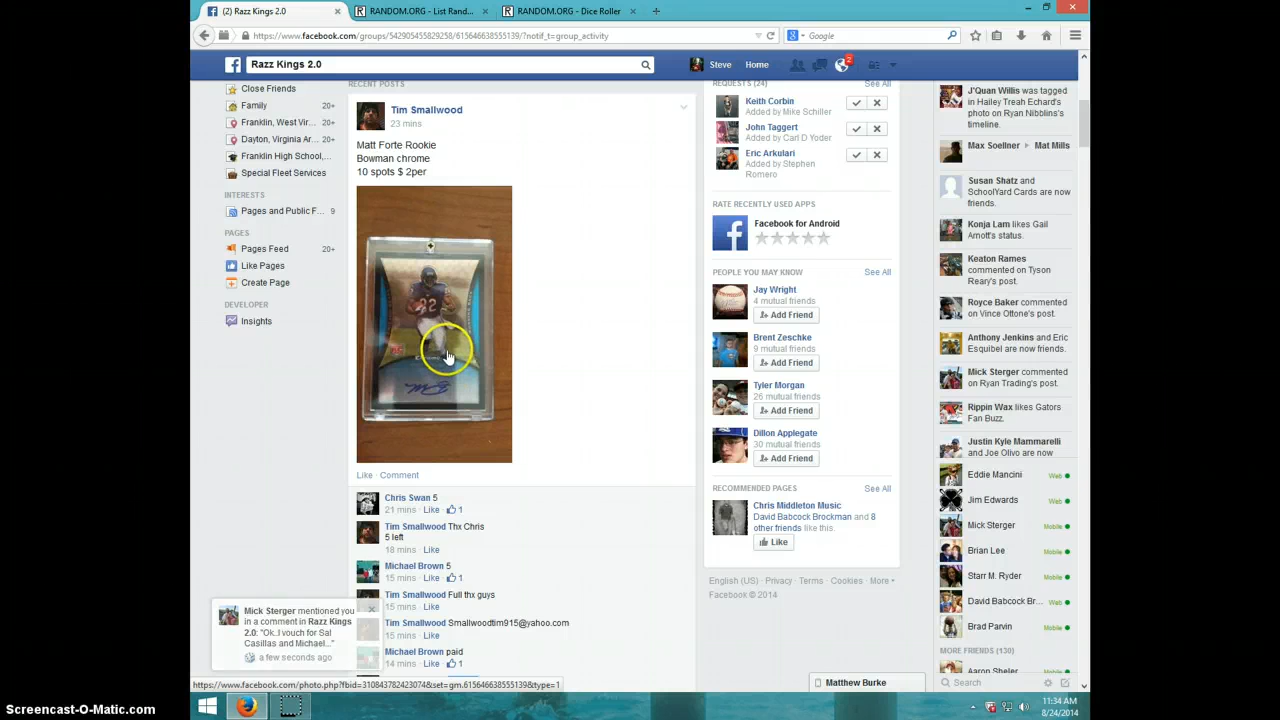 (2) Razz Kings 2.0
RANDOM.ORG - List Rand...
RANDOM.ORG - Dice Roller
https://www.facebook.com/groups/542905455829258/615646638555139/?notif_t=group_activity
Google
Razz Kings 2.0
Steve
Home
2
Close Friends
Family 20+
Franklin, West Vir... 20+
Dayton, Virginia Ar... 20+
Franklin High School,...
Special Fleet Services
INTERESTS
Pages and Public F... 9
PAGES
Pages Feed 20+
Like Pages
Create Page
DEVELOPER
Insights
RECENT POSTS
Tim Smallwood
23 mins
Matt Forte Rookie
Bowman chrome
10 spots $ 2per
82
Like · Comment
Chris Swan 5
21 mins · Like · 1
Tim Smallwood Thx Chris
5 left
18 mins · Like
Michael Brown 5
15 mins · Like · 1
Tim Smallwood Full thx guys
15 mins · Like
Tim Smallwood Smallwoodtim915@yahoo.com
15 mins · Like
Michael Brown paid
14 mins · Like · 1
Mick Sterger mentioned you
in a comment in Razz Kings
2.0: "Ok..I vouch for Sal
Casillas and Michael..."
a few seconds ago
https://www.facebook.com/photo.php?fbid=310843782423074&set=gm.615646638555139&type=1
REQUESTS (24) See All
Keith Corbin
Added by Mike Schiller
John Taggert
Added by Carl D Yoder
Eric Arkulari
Added by Stephen
Romero
RATE RECENTLY USED APPS
Facebook for Android
PEOPLE YOU MAY KNOW See All
Jay Wright
4 mutual friends
Add Friend
Brent Zeschke
9 mutual friends
Add Friend
Tyler Morgan
26 mutual friends
Add Friend
Dillon Applegate
30 mutual friends
Add Friend
RECOMMENDED PAGES See All
Chris Middleton Music
David Babcock Brockman and 8
other friends like this.
Like
English (US) · Privacy · Terms · Cookies · More
Facebook © 2014
Matthew Burke
J'Quan Willis was tagged
in Hailey Treah Echard's
photo on Ryan Nibblins's
timeline.
Max Soellner Mat Mills
Susan Shatz and
SchoolYard Cards are now
friends.
Konja Lam likes Gail
Arnott's status.
Keaton Rames
commented on Tyson
Reary's post.
Royce Baker commented
on Vince Ottone's post.
Anthony Jenkins and Eric
Esquibel are now friends.
Mick Sterger commented
on Ryan Trading's post.
Rippin Wax likes Gators
Fan Buzz.
Justin Kyle Mammarelli
and Joe Olivo are now
Eddie Mancini Web
Jim Edwards Web
Mick Sterger Mobile
Brian Lee Mobile
Starr M. Ryder Mobile
David Babcock Br... Web
Brad Parvin Mobile
MORE FRIENDS (130)
Aaron Sheler
Search
11:34 AM
8/24/2014
Screencast-O-Matic.com